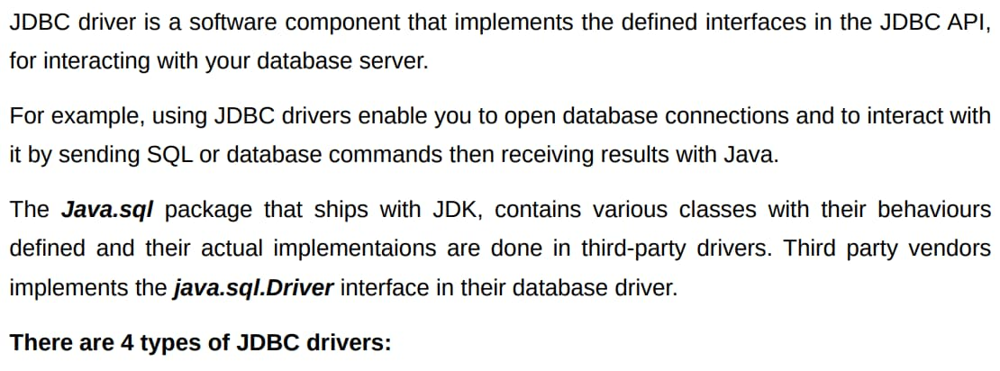 JDBC driver is a software component that implements the defined interfaces in the JDBC API,
for interacting with your database server.
For example, using JDBC drivers enable you to open database connections and to interact with
it by sending SQL or database commands then receiving results with Java.
The Java.sql package that ships with JDK, contains various classes with their behaviours
defined and their actual implementaions are done in third-party drivers. Third party vendors
implements the java.sql.Driver interface in their database driver.
There are 4 types of JDBC drivers: